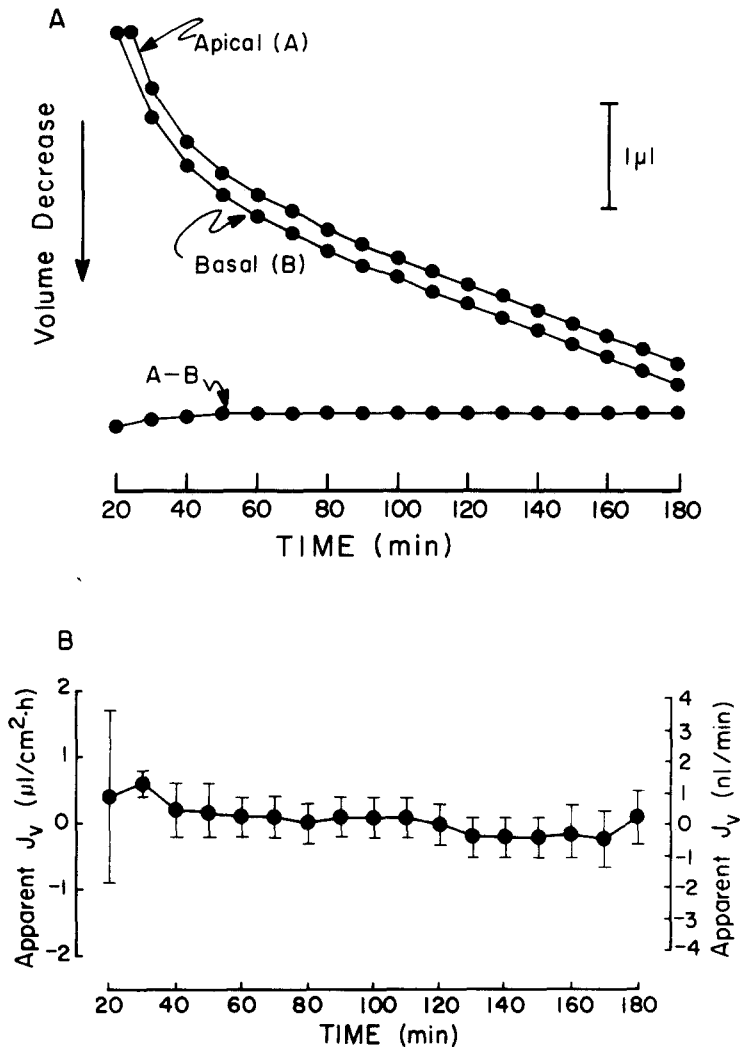 A
Apical (A)
Volume Decrease
1µl
Basal (B)
A–B
20 40 60 80 100 120 140 160 180
TIME (min)
B
Apparent Jv (µl/cm²·h)
2
1
0
-1
-2
4
3
2
1
0
-1
-2
-3
-4
Apparent Jv (nl/min)
20 40 60 80 100 120 140 160 180
TIME (min)